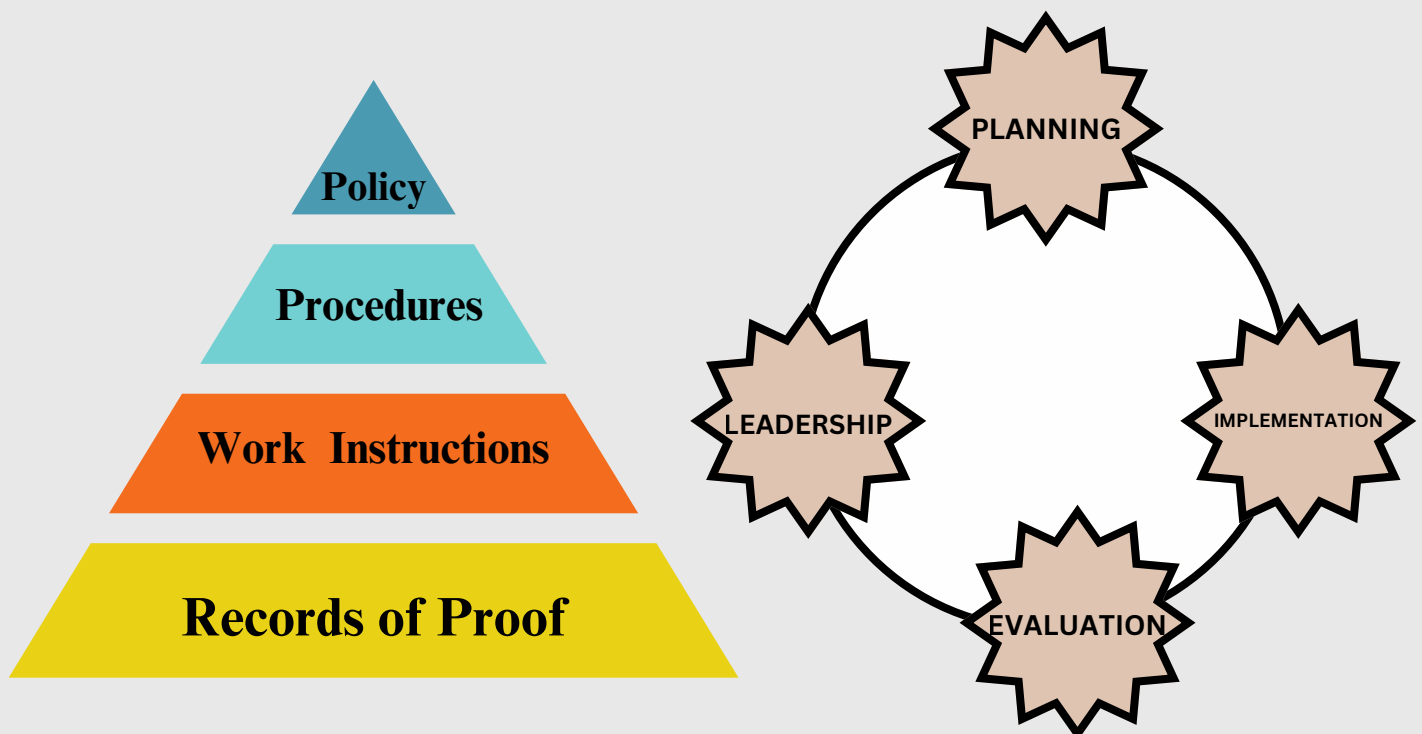 Policy
Procedures
Work Instructions
Records of Proof
PLANNING
LEADERSHIP
IMPLEMENTATION
EVALUATION